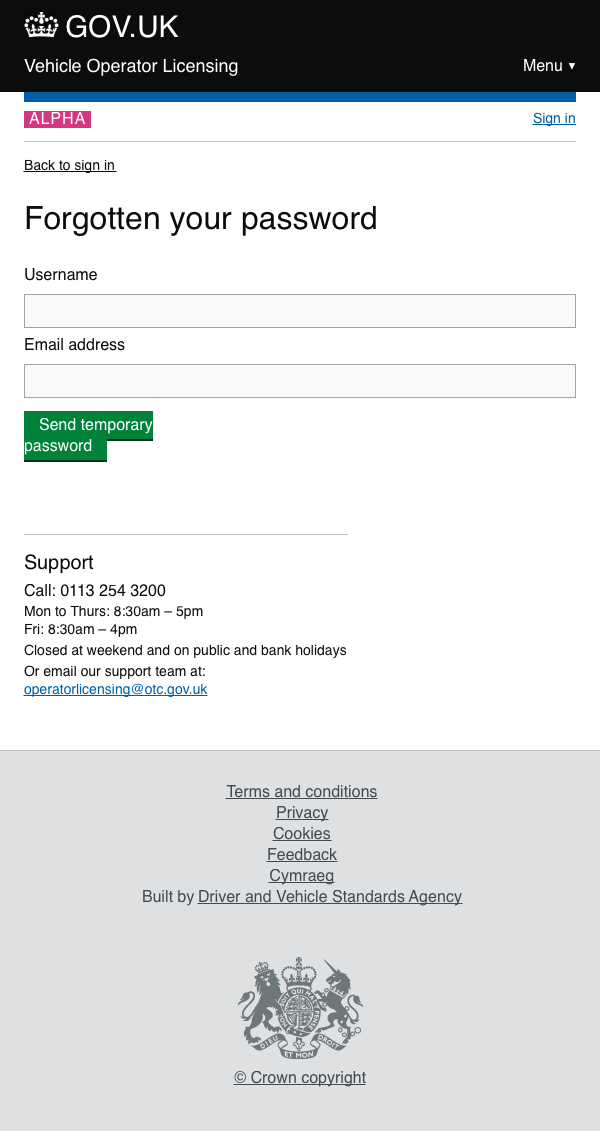 GOV.UK
Vehicle Operator Licensing
Menu ▼
ALPHA
Sign in
Back to sign in
Forgotten your password
Username
Email address
Send temporary
password
Support
Call: 0113 254 3200
Mon to Thurs: 8:30am – 5pm
Fri: 8:30am – 4pm
Closed at weekend and on public and bank holidays
Or email our support team at:
operatorlicensing@otc.gov.uk
Terms and conditions
Privacy
Cookies
Feedback
Cymraeg
Built by Driver and Vehicle Standards Agency
DIEU ET MON DROIT
© Crown copyright